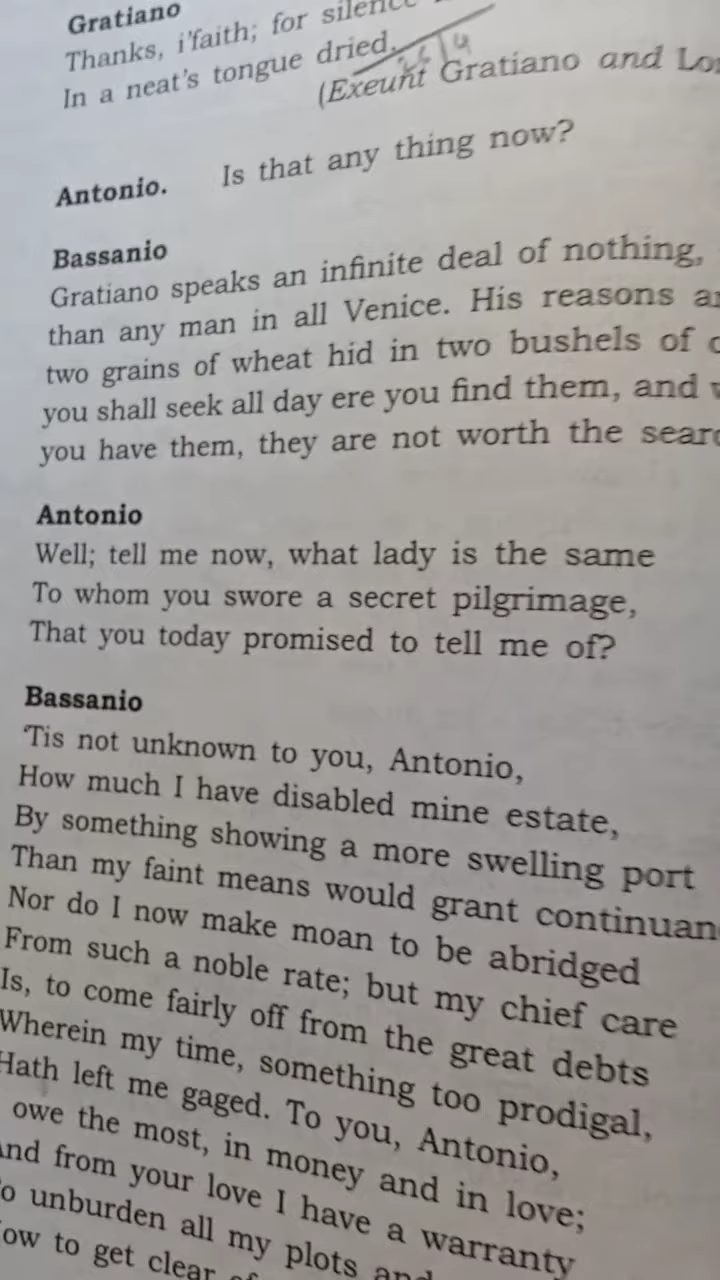 Gratiano
Thanks, i'faith; for silence
In a neat's tongue dried.
(Exeunt Gratiano and
Antonio. Is that any thing now?
Bassanio
Gratiano speaks an infinite deal of nothing,
than any man in all Venice. His reasons
two grains of wheat hid in two bushels of
you shall seek all day ere you find them, and
you have them, they are not worth the
Antonio
Well; tell me now, what lady is the same
To whom you swore a secret pilgrimage,
That you today promised to tell me of?
Bassanio
'Tis not unknown to you, Antonio,
How much I have disabled mine estate,
By something showing a more swelling port
Than my faint means would grant
Nor do I now make moan to be abridged
From such a noble rate; but my chief care
Is, to come fairly off from the great debts
Wherein my time, something too prodigal,
Hath left me gaged. To you, Antonio,
owe the most, in money and in love;
And from your love I have a warranty
unburden all my plots and
to get clear